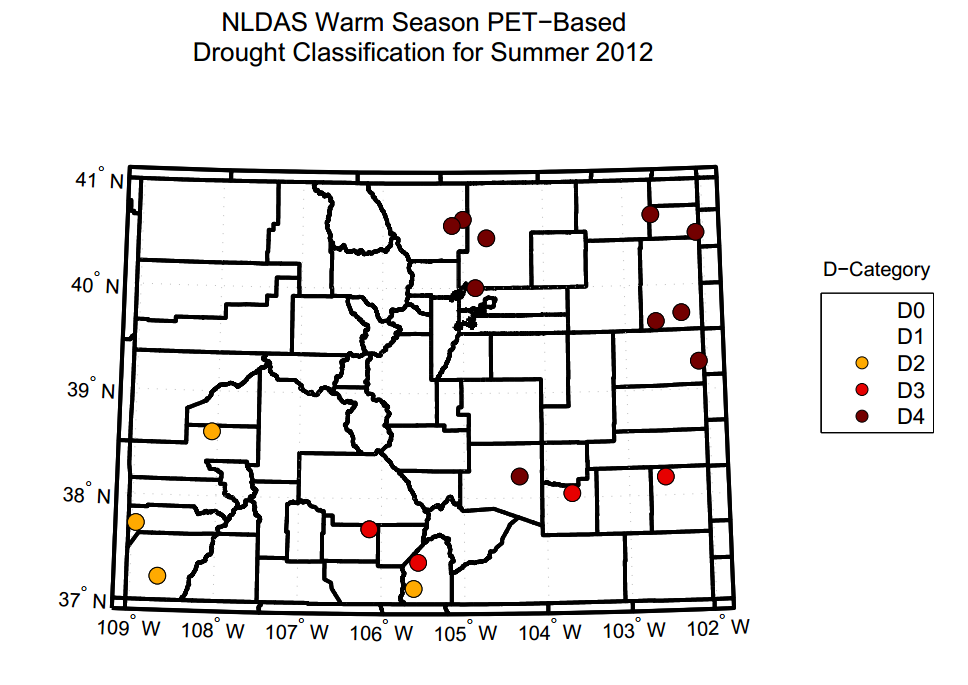 NLDAS Warm Season PET−Based
Drought Classification for Summer 2012
41° N
40° N
39° N
38° N
37° N
109° W 108° W 107° W 106° W 105° W 104° W 103° W 102° W
D−Category
D0
D1
D2
D3
D4